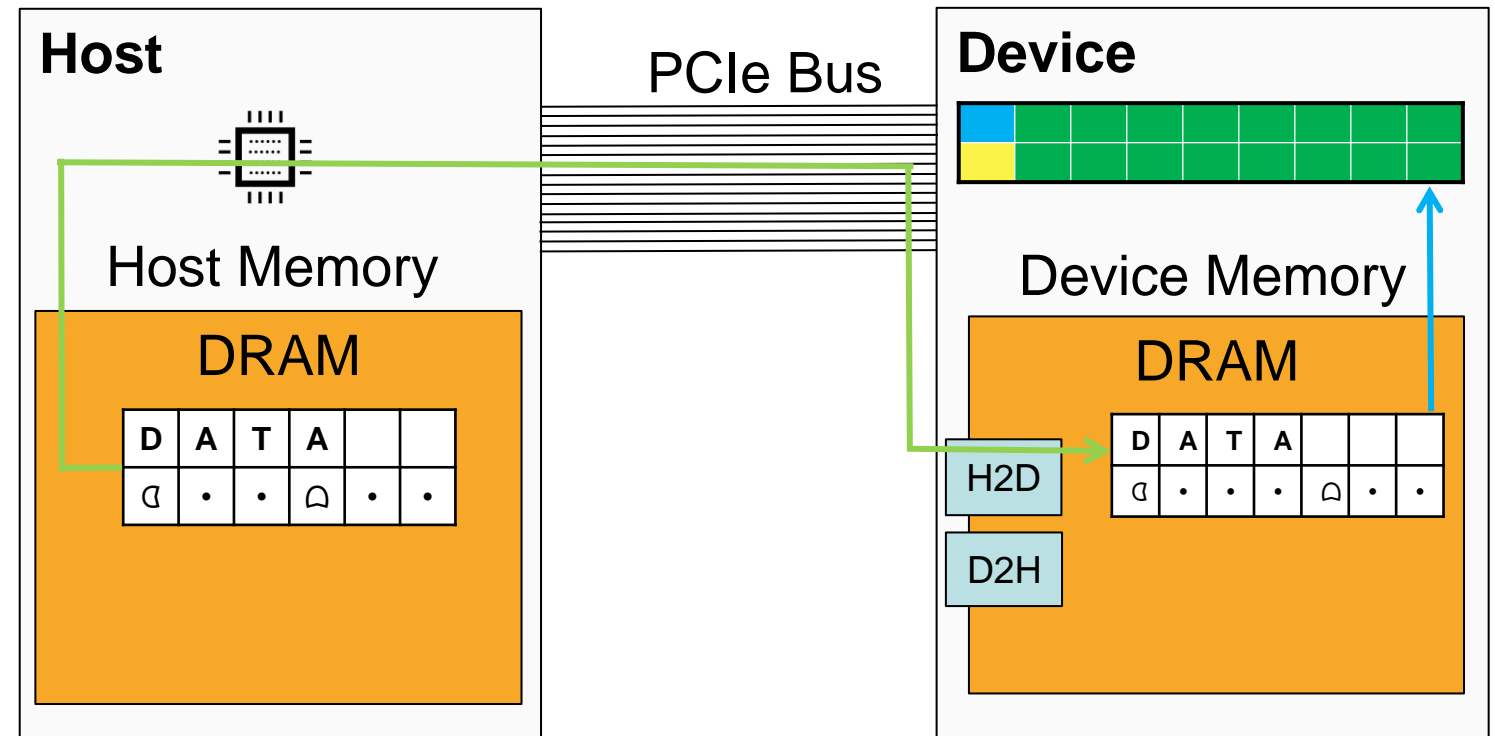 Host
PCIe Bus
Device
Host Memory
Device Memory
DRAM
DRAM
D A T A
D A T A
H2D
D2H